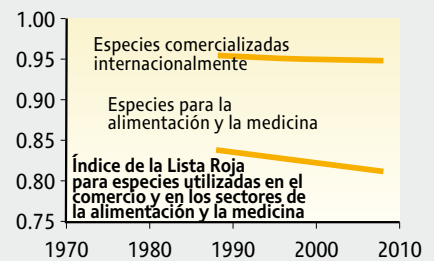 1.00
0.95
0.90
0.85
0.80
0.75
Especies comercializadas
internacionalmente
Especies para la
alimentación y la medicina
Índice de la Lista Roja
para especies utilizadas en el
comercio y en los sectores de
la alimentación y la medicina
1970 1980 1990 2000 2010